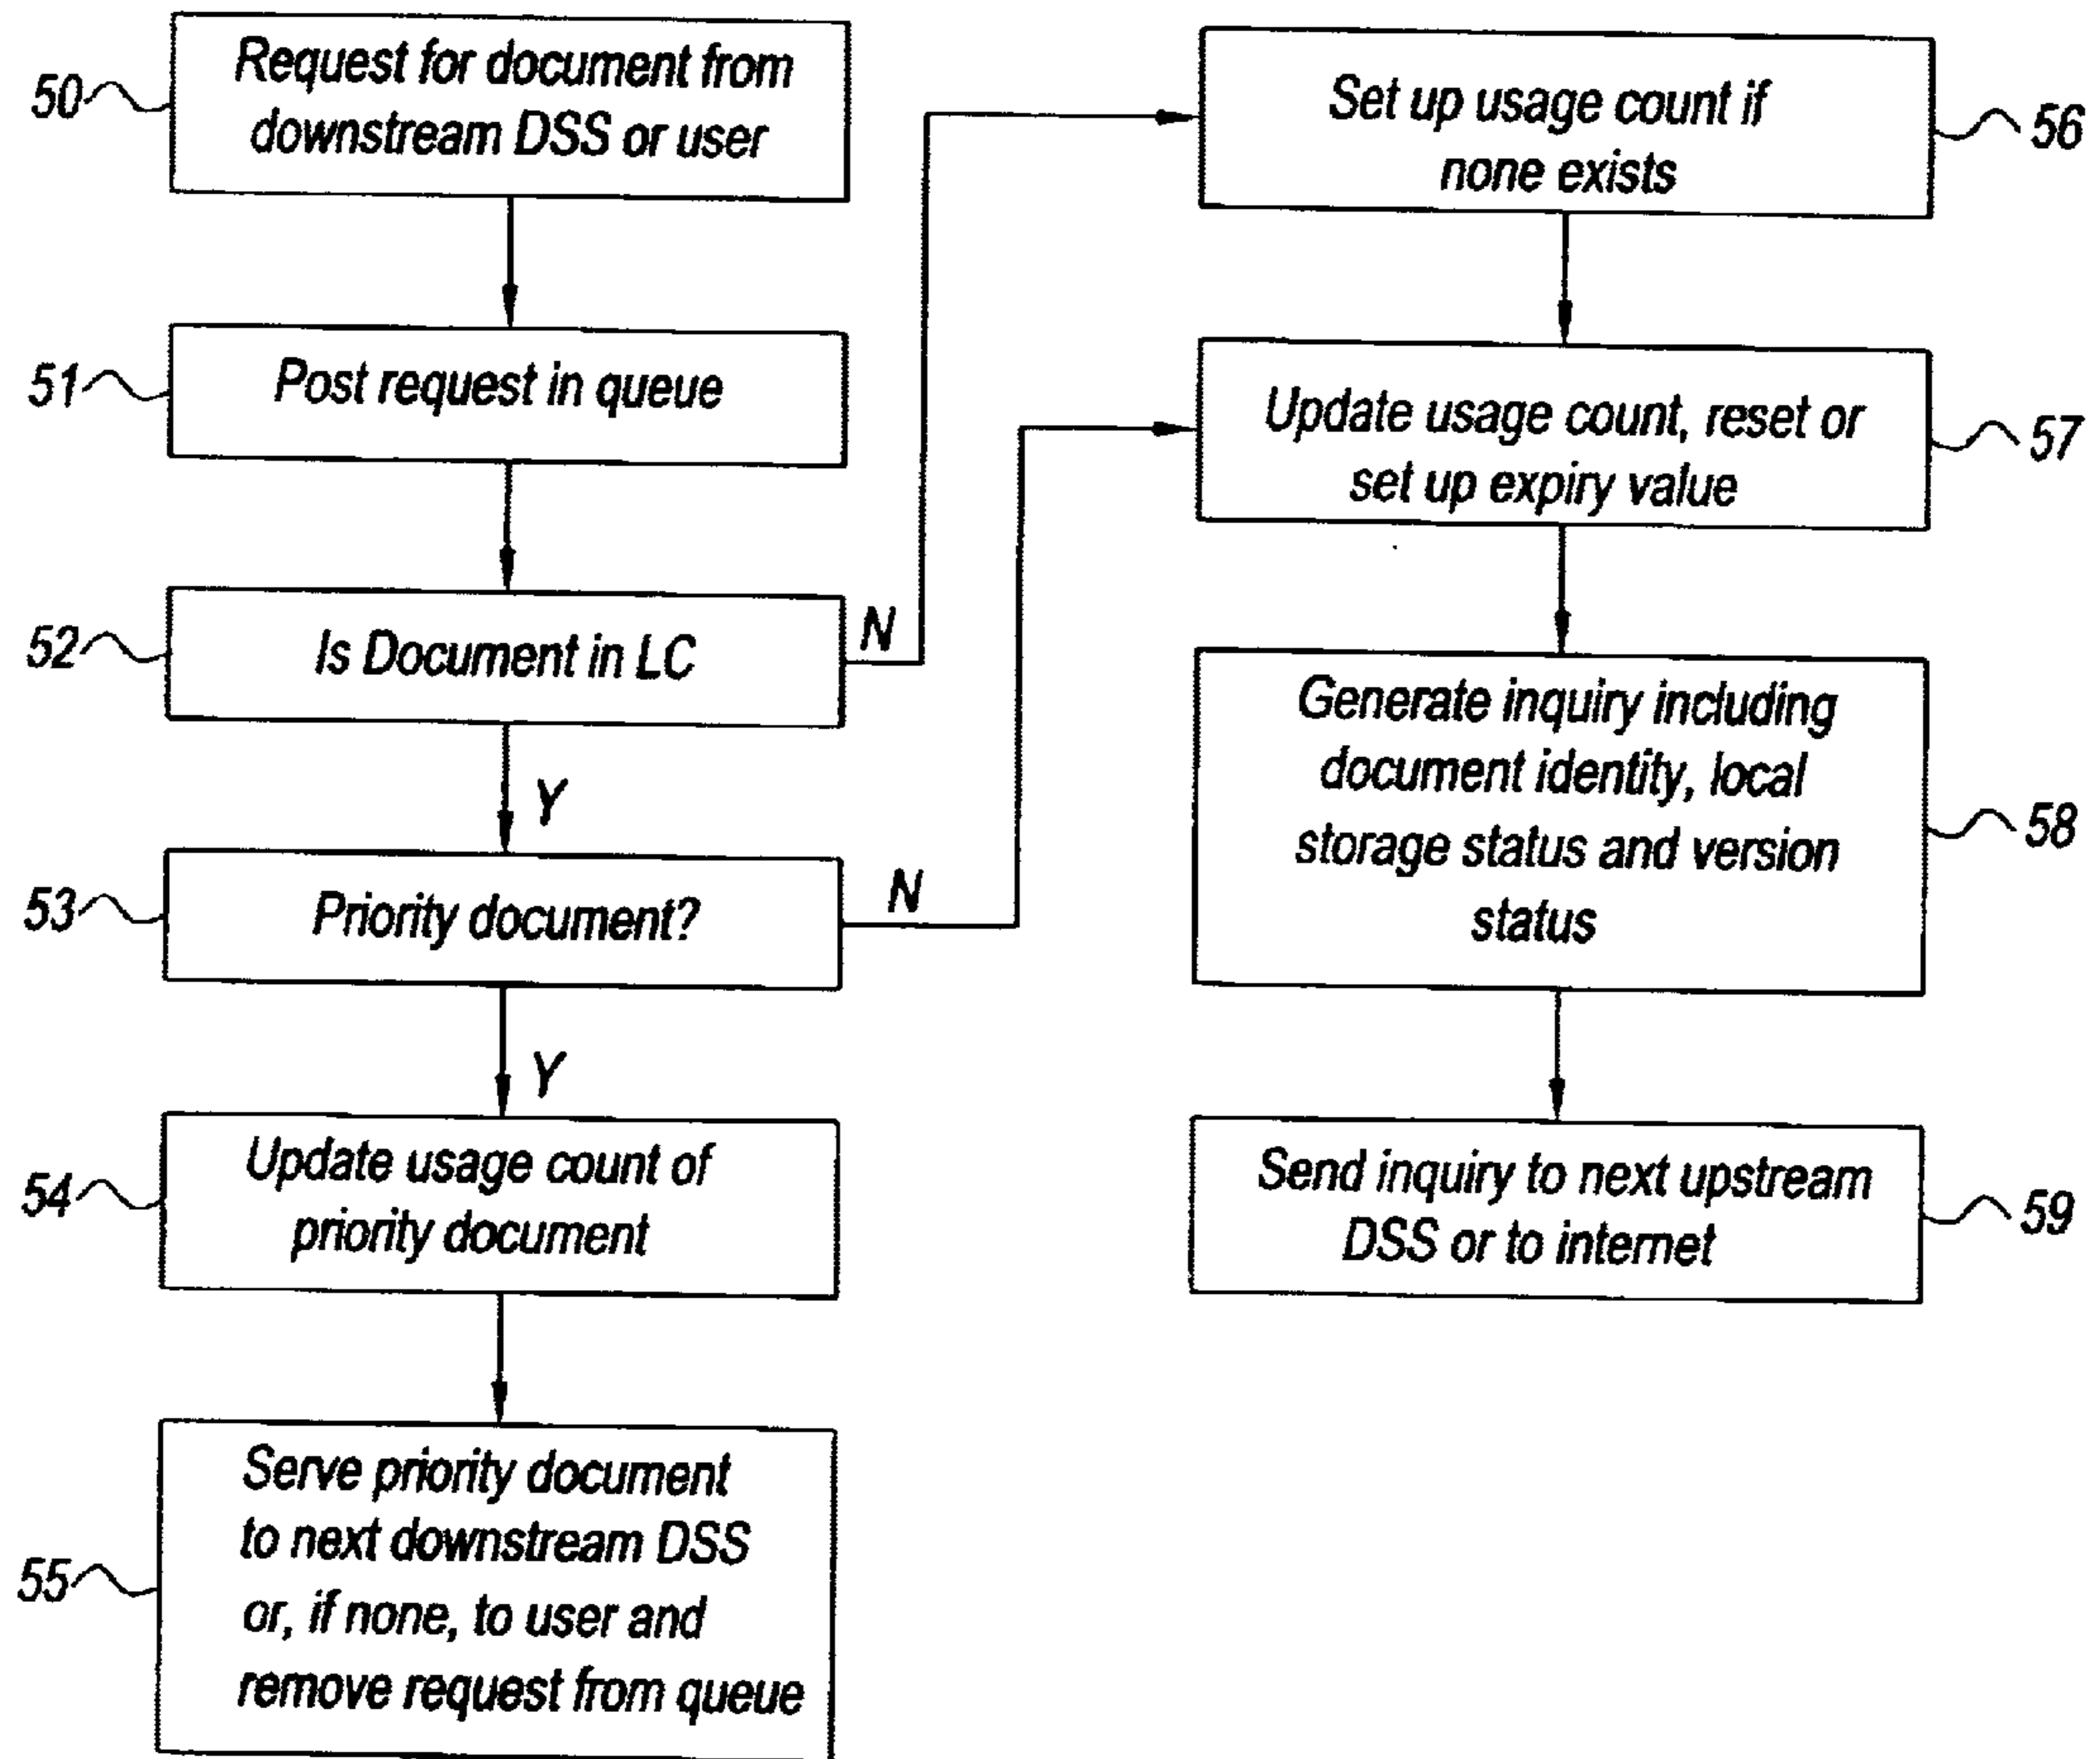 50
Request for document from
downstream DSS or user
51
Post request in queue
52
Is Document in LC
N
Y
53
Priority document?
N
Y
54
Update usage count of
priority document
55
Serve priority document
to next downstream DSS
or, if none, to user and
remove request from queue
Set up usage count if
none exists
56
Update usage count, reset or
set up expiry value
57
Generate inquiry including
document identity, local
storage status and version
status
58
Send inquiry to next upstream
DSS or to internet
59